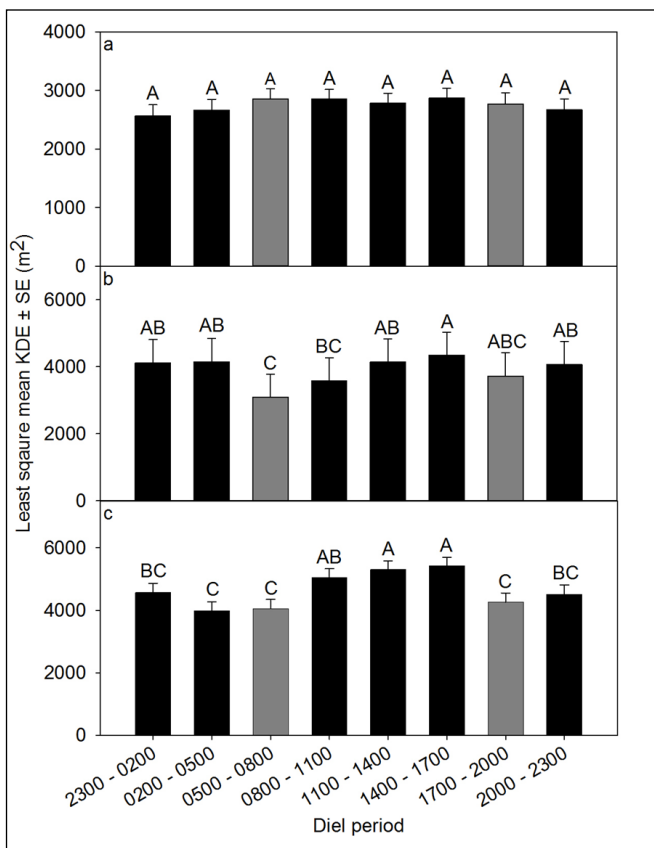 a
4000
3000
2000
1000
0
A A A A A A A A
b
6000
4000
2000
0
AB AB C BC AB A ABC AB
c
6000
4000
2000
0
BC C C AB A A C BC
Least sqaure mean KDE ± SE (m²)
2300 - 0200
0200 - 0500
0500 - 0800
0800 - 1100
1100 - 1400
1400 - 1700
1700 - 2000
2000 - 2300
Diel period